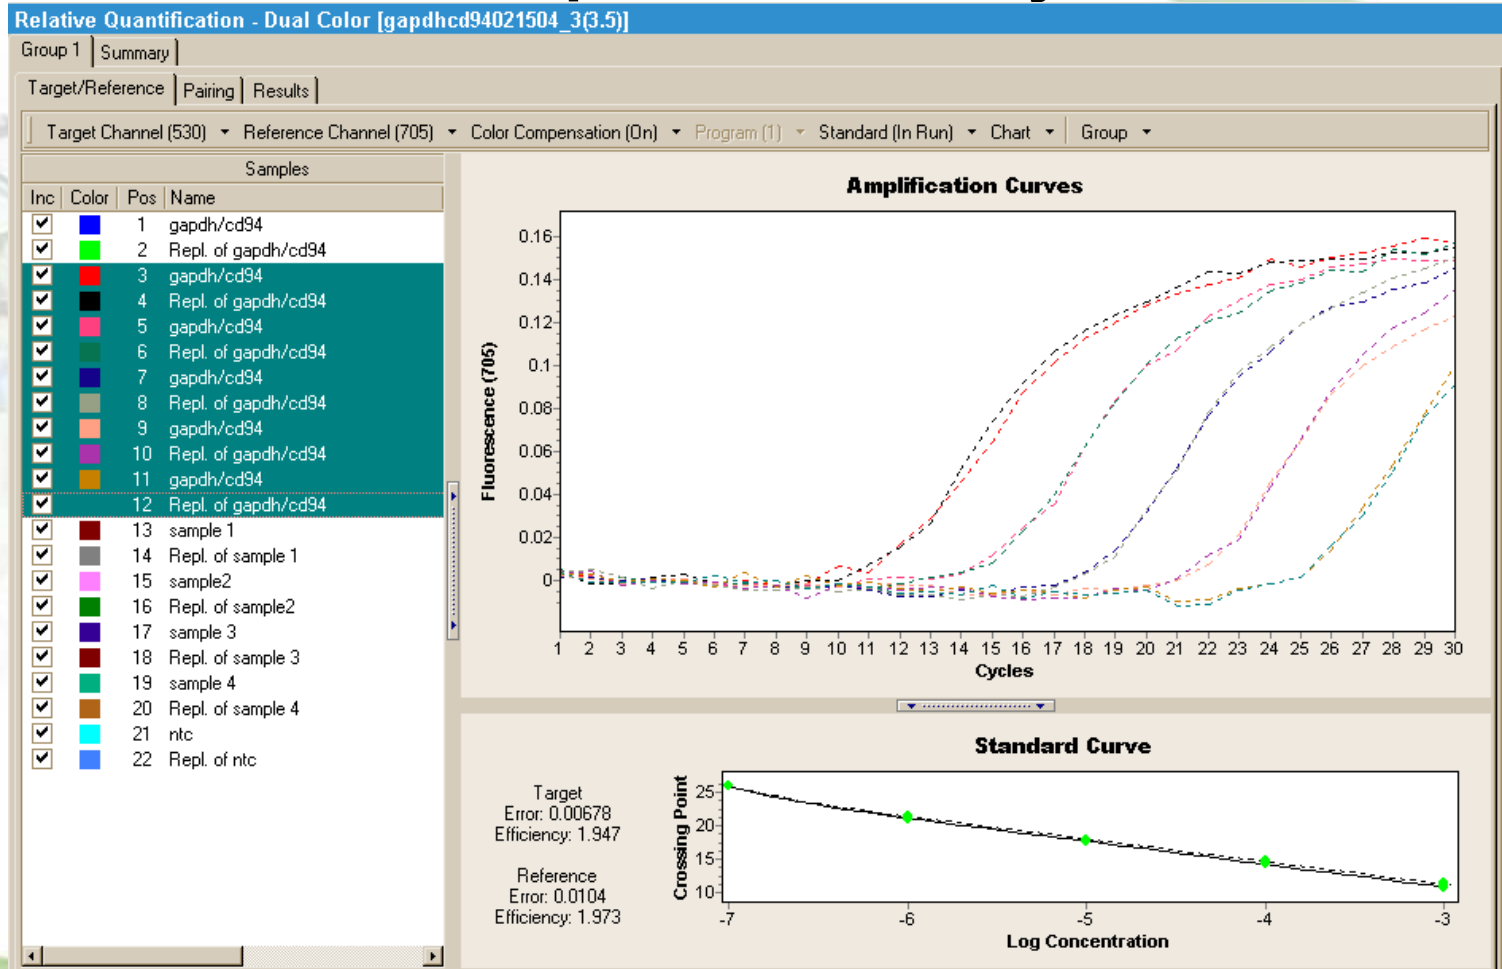 Relative Quantification - Dual Color [gapdhcd94021504_3(3.5)]
Group 1 Summary
Target/Reference Pairing Results
Target Channel (530) Reference Channel (705) Color Compensation (On) Program (1) Standard (In Run) Chart Group
Samples
Inc Color Pos Name
1 gapdh/cd94
2 Repl. of gapdh/cd94
3 gapdh/cd94
4 Repl. of gapdh/cd94
5 gapdh/cd94
6 Repl. of gapdh/cd94
7 gapdh/cd94
8 Repl. of gapdh/cd94
9 gapdh/cd94
10 Repl. of gapdh/cd94
11 gapdh/cd94
12 Repl. of gapdh/cd94
13 sample 1
14 Repl. of sample 1
15 sample2
16 Repl. of sample2
17 sample 3
18 Repl. of sample 3
19 sample 4
20 Repl. of sample 4
21 ntc
22 Repl. of ntc
Amplification Curves
Fluorescence (705)
0.16
0.14
0.12
0.1
0.08
0.06
0.04
0.02
0
1 2 3 4 5 6 7 8 9 10 11 12 13 14 15 16 17 18 19 20 21 22 23 24 25 26 27 28 29 30
Cycles
Standard Curve
Target
Error: 0.00678
Efficiency: 1.947
Reference
Error: 0.0104
Efficiency: 1.973
Crossing Point
25
20
15
10
-7 -6 -5 -4 -3
Log Concentration